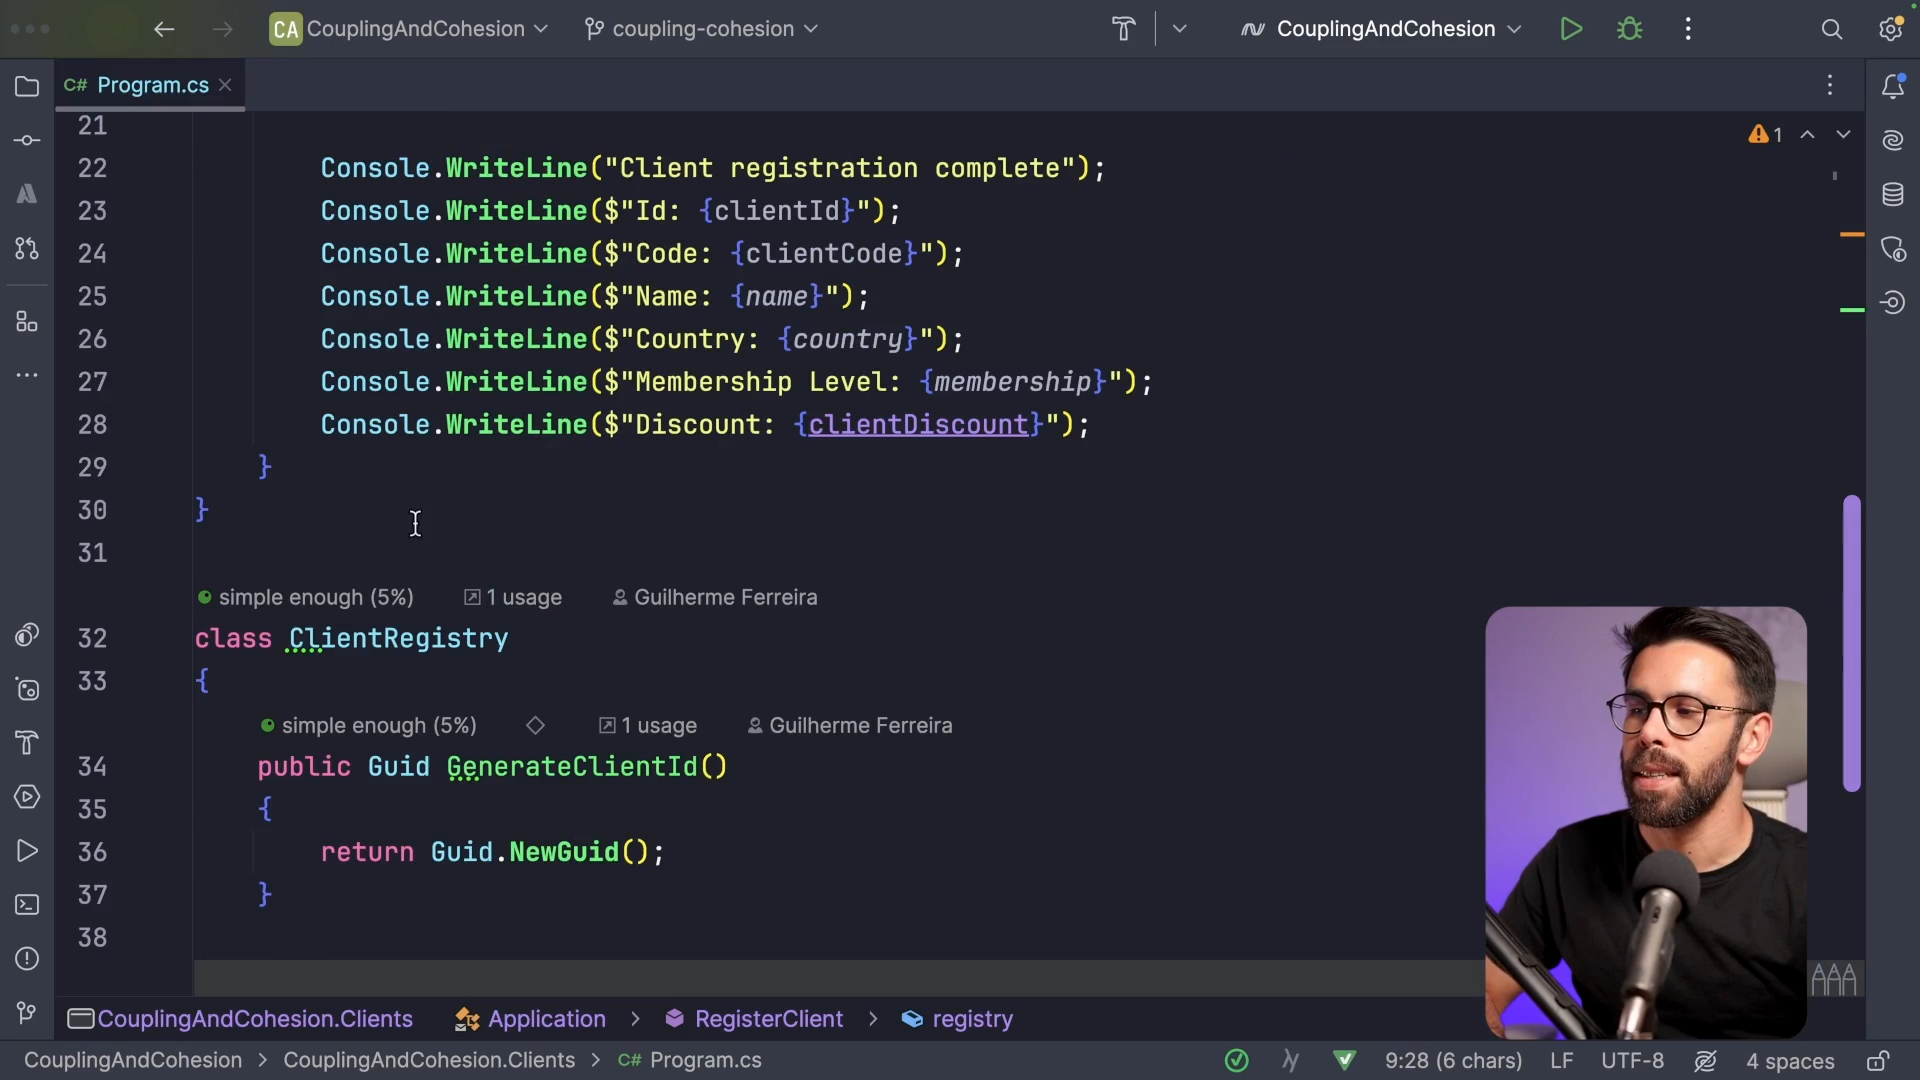 CA CouplingAndCohesion coupling-cohesion CouplingAndCohesion
C# Program.cs
21
1
22 Console.WriteLine("Client registration complete");
23 Console.WriteLine($"Id: {clientId}");
24 Console.WriteLine($"Code: {clientCode}");
25 Console.WriteLine($"Name: {name}");
26 Console.WriteLine($"Country: {country}");
27 Console.WriteLine($"Membership Level: {membership}");
28 Console.WriteLine($"Discount: {clientDiscount}");
29 }
30 }
31
simple enough (5%) 1 usage Guilherme Ferreira
32 class ClientRegistry
33 {
simple enough (5%) 1 usage Guilherme Ferreira
34 public Guid GenerateClientId()
35 {
36 return Guid.NewGuid();
37 }
38
CouplingAndCohesion.Clients Application > RegisterClient > registry
CouplingAndCohesion > CouplingAndCohesion.Clients > C# Program.cs 9:28 (6 chars) LF UTF-8 4 spaces